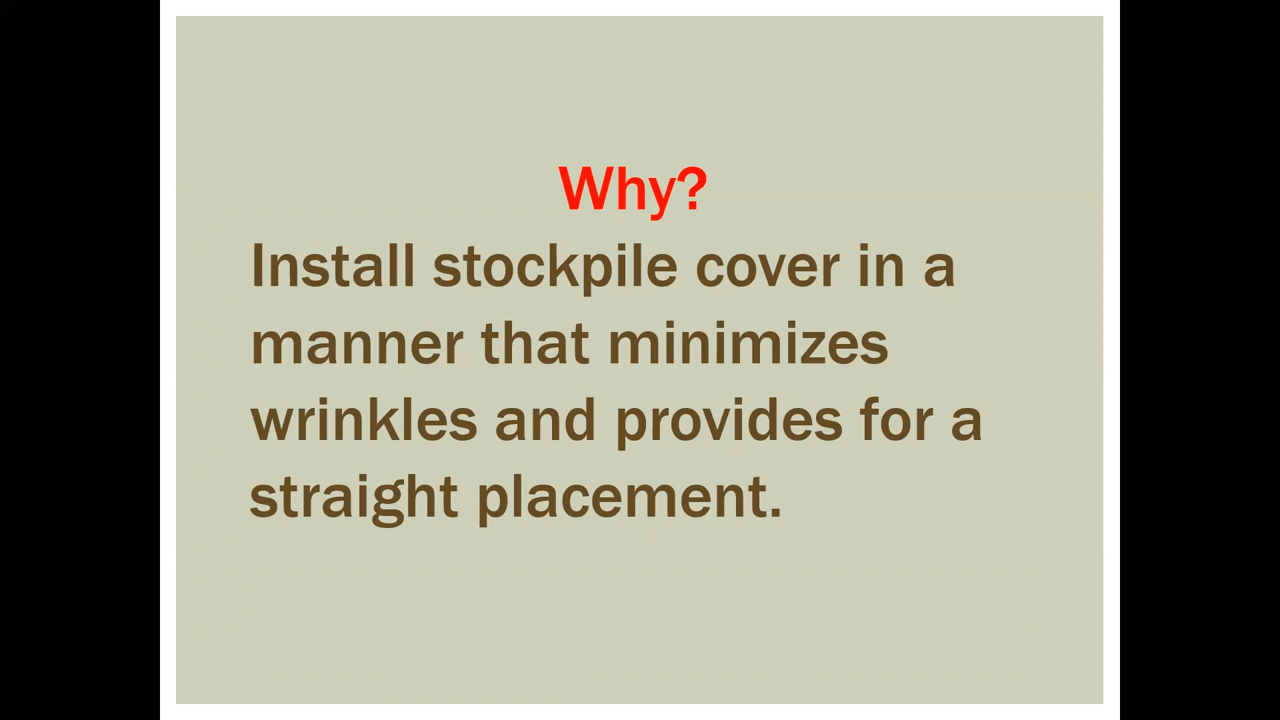 Why?
Install stockpile cover in a
manner that minimizes
wrinkles and provides for a
straight placement.